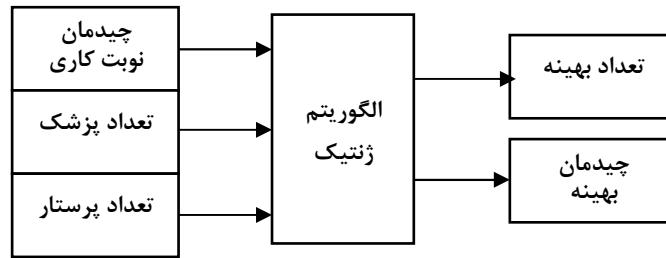 چیدمان
نوبت کاری
تعداد پزشک
تعداد پرستار
الگوریتم
ژنتیک
تعداد بهینه
چیدمان
بهینه